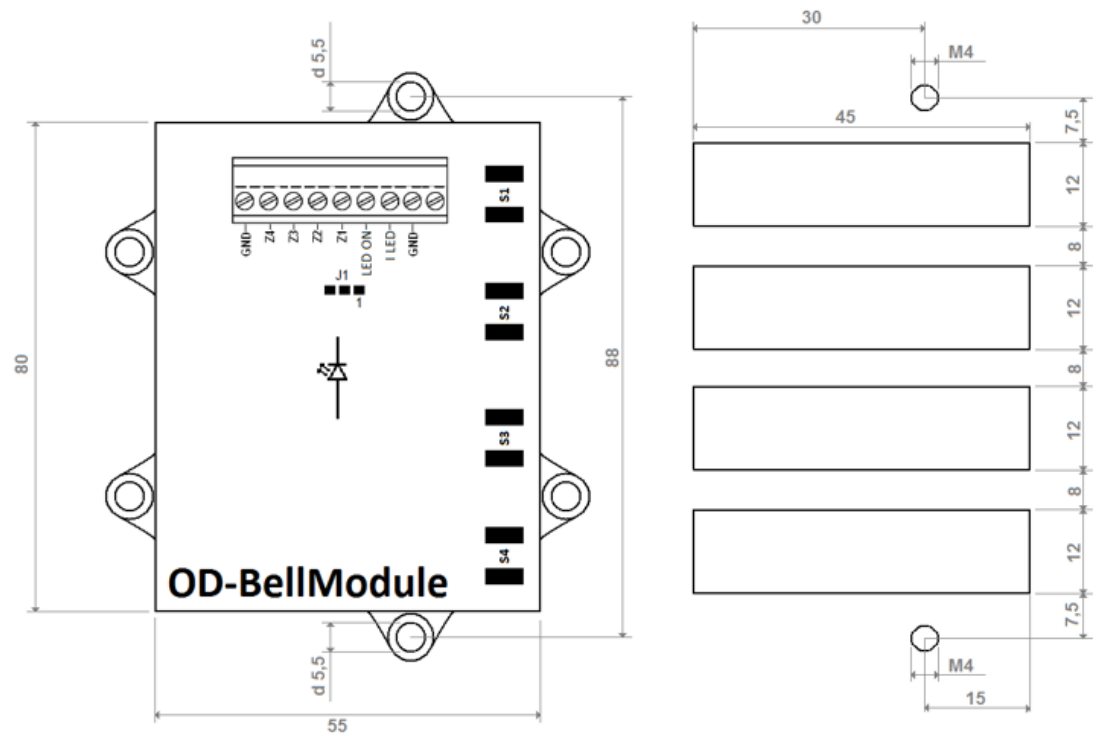 d 5,5
GND
Z4
Z3
Z2
Z1
LED ON
I LED
GND
J1
1
S1
S2
S3
S4
OD-BellModule
80
88
d 5,5
55
30
M4
45
7,5
12
8
12
8
12
8
12
7,5
M4
15